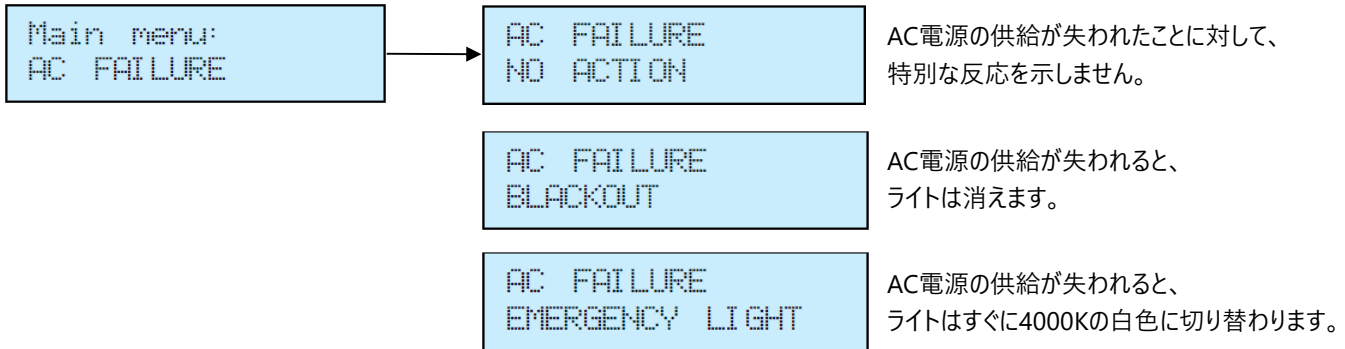 Main menu:
AC FAILURE
AC FAILURE
NO ACTION
AC電源の供給が失われたことに対して、
特別な反応を示しません。
AC FAILURE
BLACKOUT
AC電源の供給が失われると、
ライトは消えます。
AC FAILURE
EMERGENCY LIGHT
AC電源の供給が失われると、
ライトはすぐに4000Kの白色に切り替わります。